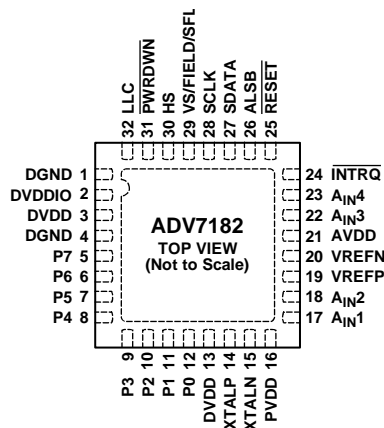 32 LLC
31 PWRDWN
30 HS
29 VS/FIELD/SFL
28 SCLK
27 SDATA
26 ALSB
25 RESET
DGND 1
DVDDIO 2
DVDD 3
DGND 4
P7 5
P6 6
P5 7
P4 8
ADV7182
TOP VIEW
(Not to Scale)
24 INTRQ
23 AIN4
22 AIN3
21 AVDD
20 VREFN
19 VREFP
18 AIN2
17 AIN1
P3 9
P2 10
P1 11
P0 12
DVDD 13
XTALP 14
XTALN 15
PVDD 16